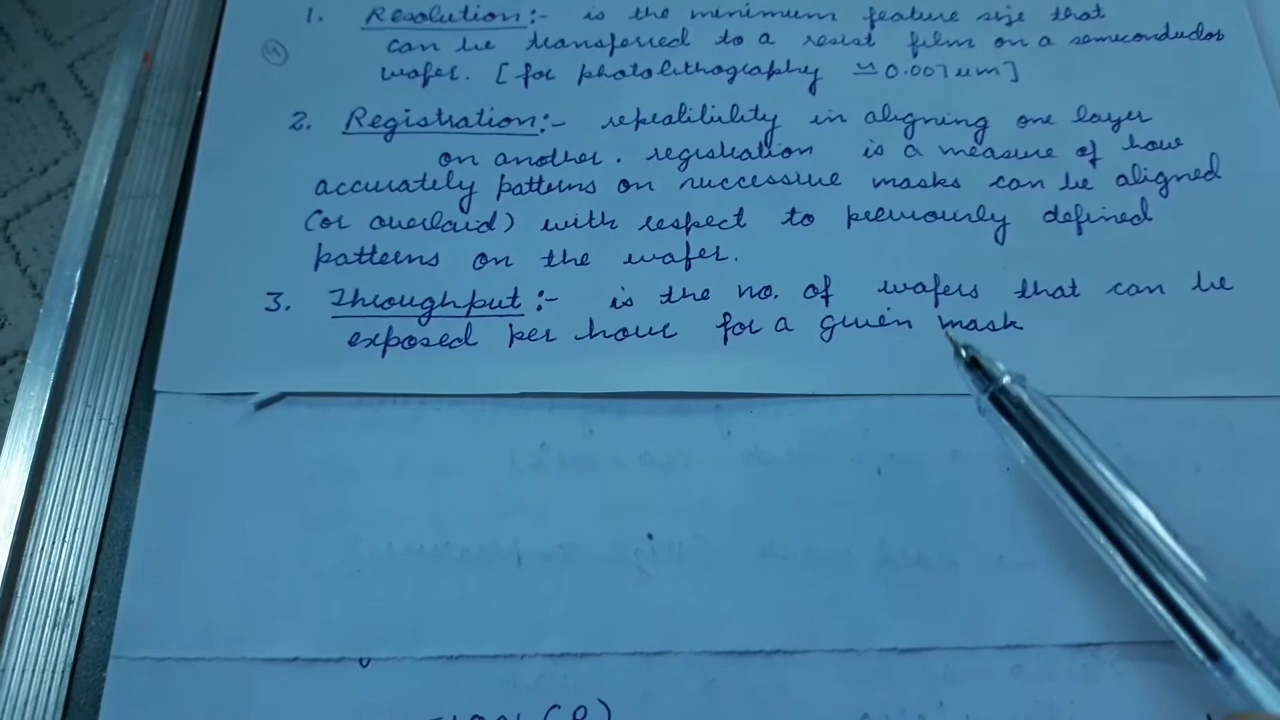 1. Resolution:- is the minimum feature size that
(4) can be transferred to a resist film on a semiconductor
wafer. [for photolithography ≃ 0.007um]
2. Registration:- repeatibility in aligning one layer
on another. registration is a measure of how
accurately patterns on successive masks can be aligned
(or overlaid) with respect to previously defined
patterns on the wafer.
3. Throughput:- is the no. of wafers that can be
exposed per hour for a given mask
(R)